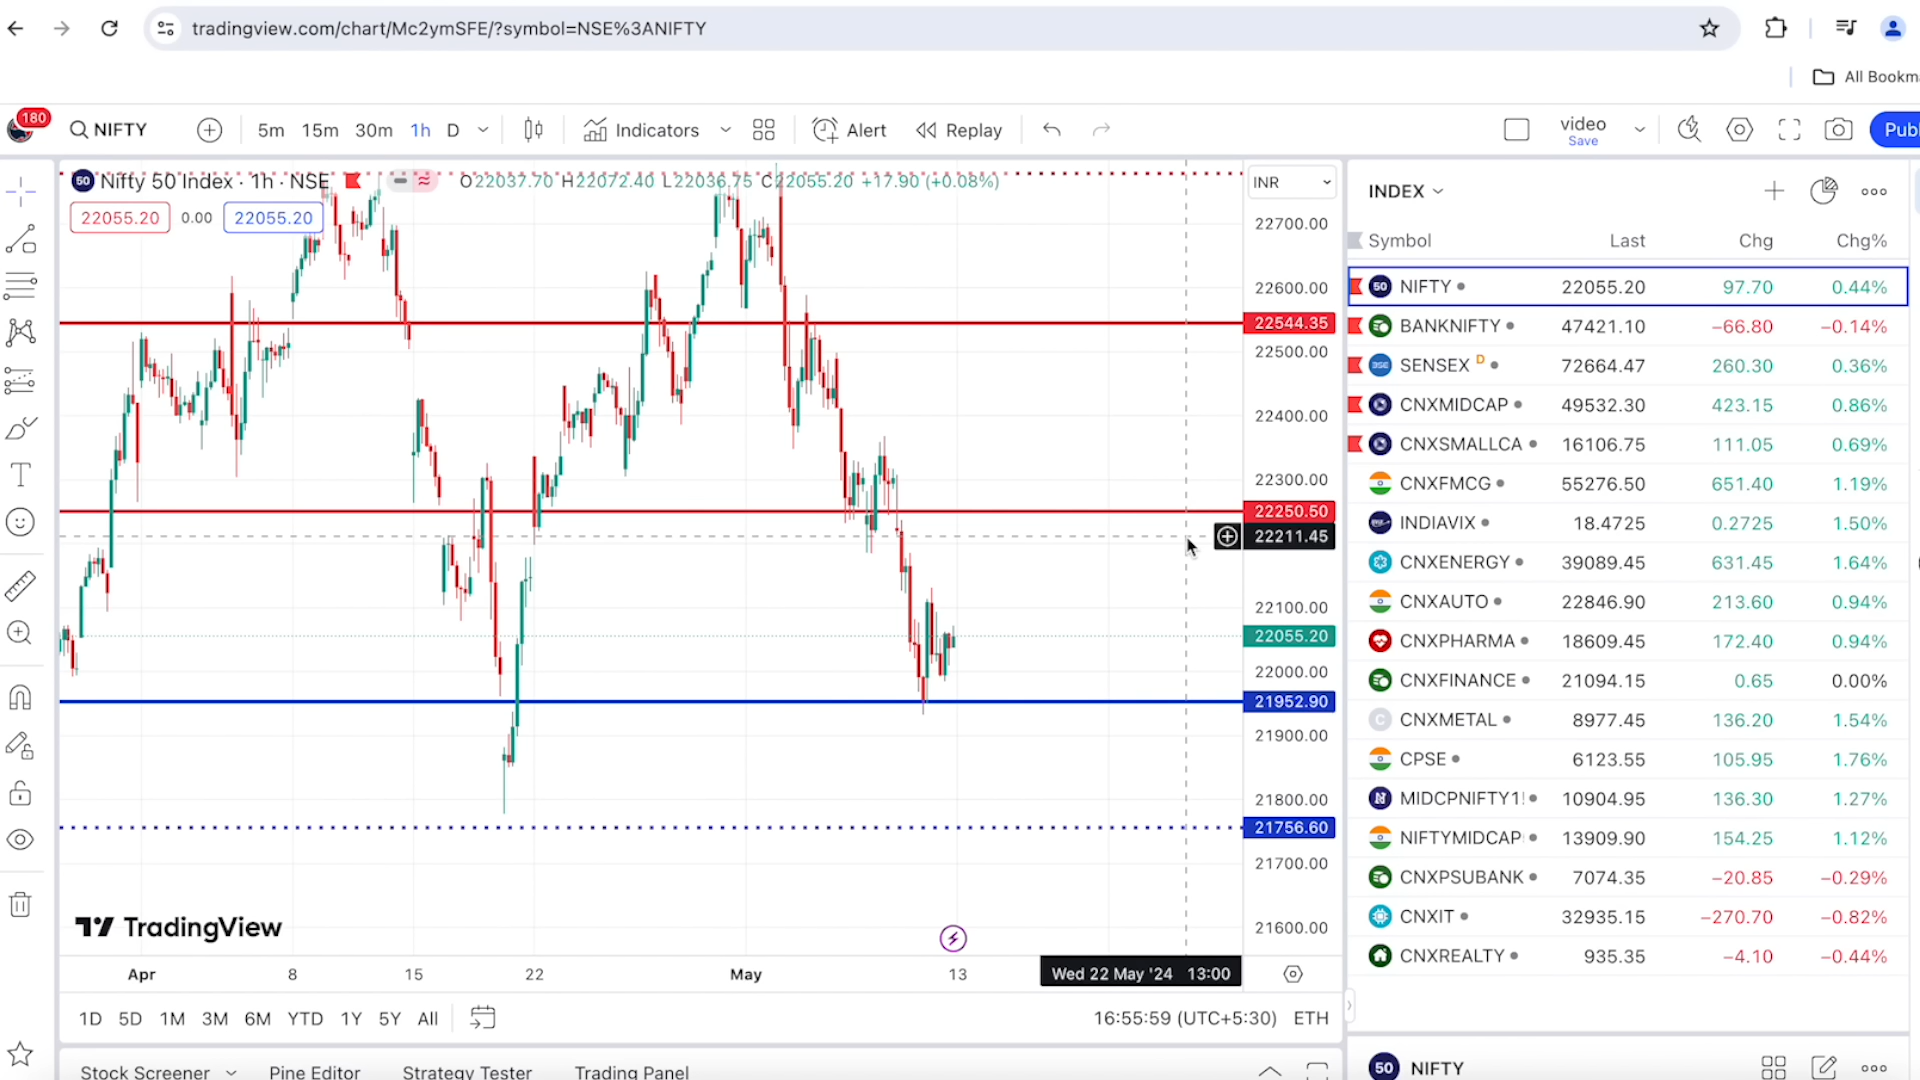 tradingview.com/chart/Mc2ymSFE/?symbol=NSE%3ANIFTY
All Bookma
180
NIFTY 5m 15m 30m 1h D Indicators Alert Replay video Save Publ
Nifty 50 Index · 1h · NSE O22037.70 H22072.40 L22036.75 C22055.20 +17.90 (+0.08%) INR
22055.20 0.00 22055.20
22700.00
22600.00
22544.35
22500.00
22400.00
22300.00
22250.50
22211.45
22100.00
22055.20
22000.00
21952.90
21900.00
21800.00
21756.60
21700.00
21600.00
TradingView
Apr 8 15 22 May 13 Wed 22 May '24 13:00
1D 5D 1M 3M 6M YTD 1Y 5Y All 16:55:59 (UTC+5:30) ETH
Stock Screener Pine Editor Strategy Tester Trading Panel
INDEX
Symbol Last Chg Chg%
50 NIFTY 22055.20 97.70 0.44%
BANKNIFTY 47421.10 −66.80 −0.14%
SENSEX D 72664.47 260.30 0.36%
CNXMIDCAP 49532.30 423.15 0.86%
CNXSMALLCA 16106.75 111.05 0.69%
CNXFMCG 55276.50 651.40 1.19%
INDIAVIX 18.4725 0.2725 1.50%
CNXENERGY 39089.45 631.45 1.64%
CNXAUTO 22846.90 213.60 0.94%
CNXPHARMA 18609.45 172.40 0.94%
CNXFINANCE 21094.15 0.65 0.00%
C CNXMETAL 8977.45 136.20 1.54%
CPSE 6123.55 105.95 1.76%
MIDCPNIFTY1 10904.95 136.30 1.27%
NIFTYMIDCAP 13909.90 154.25 1.12%
CNXPSUBANK 7074.35 −20.85 −0.29%
CNXIT 32935.15 −270.70 −0.82%
CNXREALTY 935.35 −4.10 −0.44%
50 NIFTY